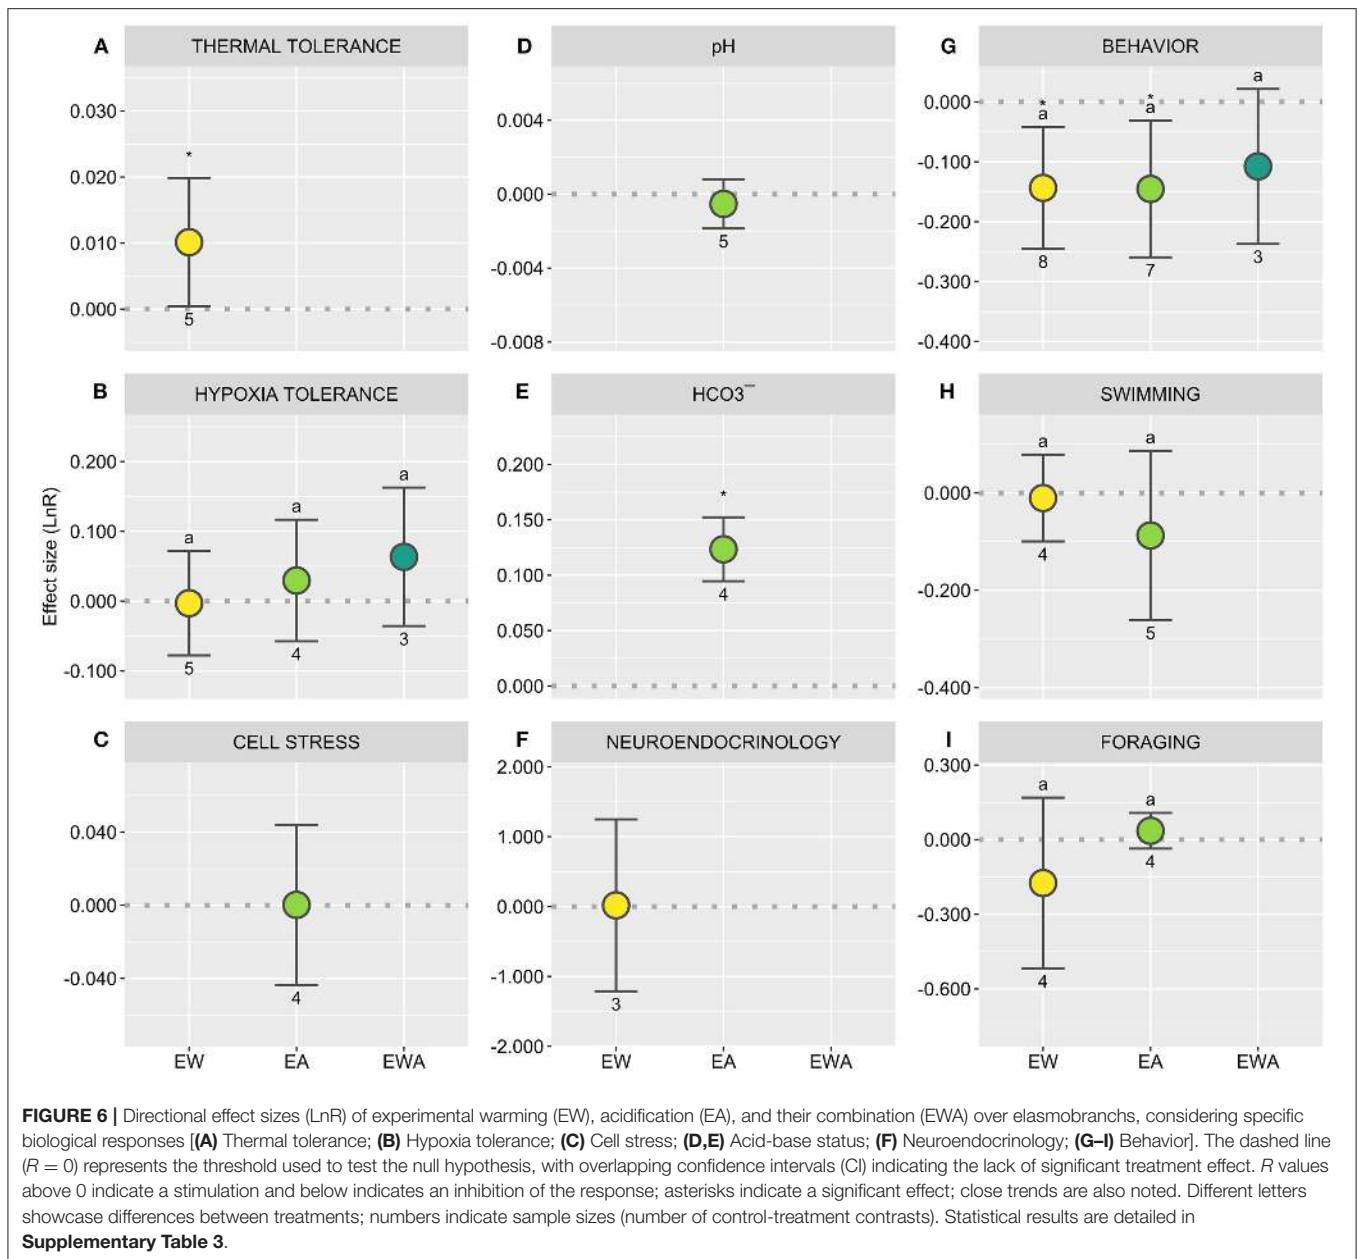 A
THERMAL TOLERANCE
0.030
0.020
0.010
0.000
*
5
D
pH
0.004
0.000
-0.004
-0.008
5
G
BEHAVIOR
0.000
-0.100
-0.200
-0.300
-0.400
*
a
8
*
a
7
a
3
B
HYPOXIA TOLERANCE
Effect size (LnR)
0.200
0.100
0.000
-0.100
a
5
a
4
a
3
E
HCO3⁻
0.200
0.150
0.100
0.050
0.000
*
4
H
SWIMMING
0.000
-0.200
-0.400
a
4
a
5
C
CELL STRESS
0.040
0.000
-0.040
4
EW EA EWA
F
NEUROENDOCRINOLOGY
2.000
1.000
0.000
-1.000
-2.000
3
EW EA EWA
I
FORAGING
0.300
0.000
-0.300
-0.600
a
4
a
4
EW EA EWA
FIGURE 6 | Directional effect sizes (LnR) of experimental warming (EW), acidification (EA), and their combination (EWA) over elasmobranchs, considering specific
biological responses [(A) Thermal tolerance; (B) Hypoxia tolerance; (C) Cell stress; (D,E) Acid-base status; (F) Neuroendocrinology; (G–I) Behavior]. The dashed line
(R = 0) represents the threshold used to test the null hypothesis, with overlapping confidence intervals (CI) indicating the lack of significant treatment effect. R values
above 0 indicate a stimulation and below indicates an inhibition of the response; asterisks indicate a significant effect; close trends are also noted. Different letters
showcase differences between treatments; numbers indicate sample sizes (number of control-treatment contrasts). Statistical results are detailed in
Supplementary Table 3.